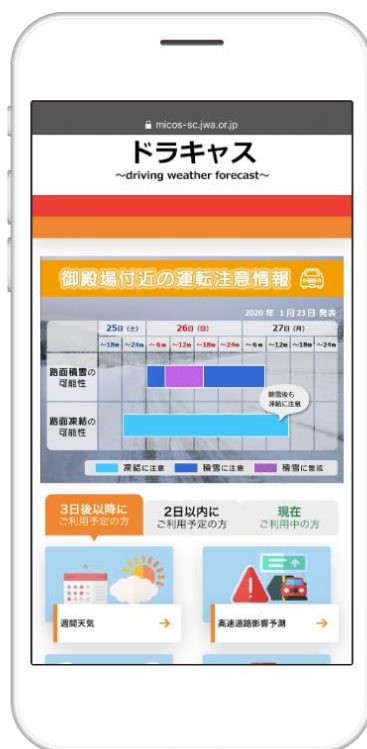 micos-sc.jwa.or.jp
ドラキャス
～driving weather forecast～
御殿場付近の運転注意情報
2020 年 1月23日 発表
25日 (土) 26日 (日) 27日 (月)
～18時 ～24時 ～6時 ～12時 ～18時 ～24時 ～6時 ～12時 ～18時 ～24時
路面積雪の
可能性
除雪後も
凍結に注意
路面凍結の
可能性
凍結に注意 積雪に注意 積雪に警戒
3日後以降に
ご利用予定の方
2日以内に
ご利用予定の方
現在
ご利用中の方
週間天気 →
高速道路影響予測 →